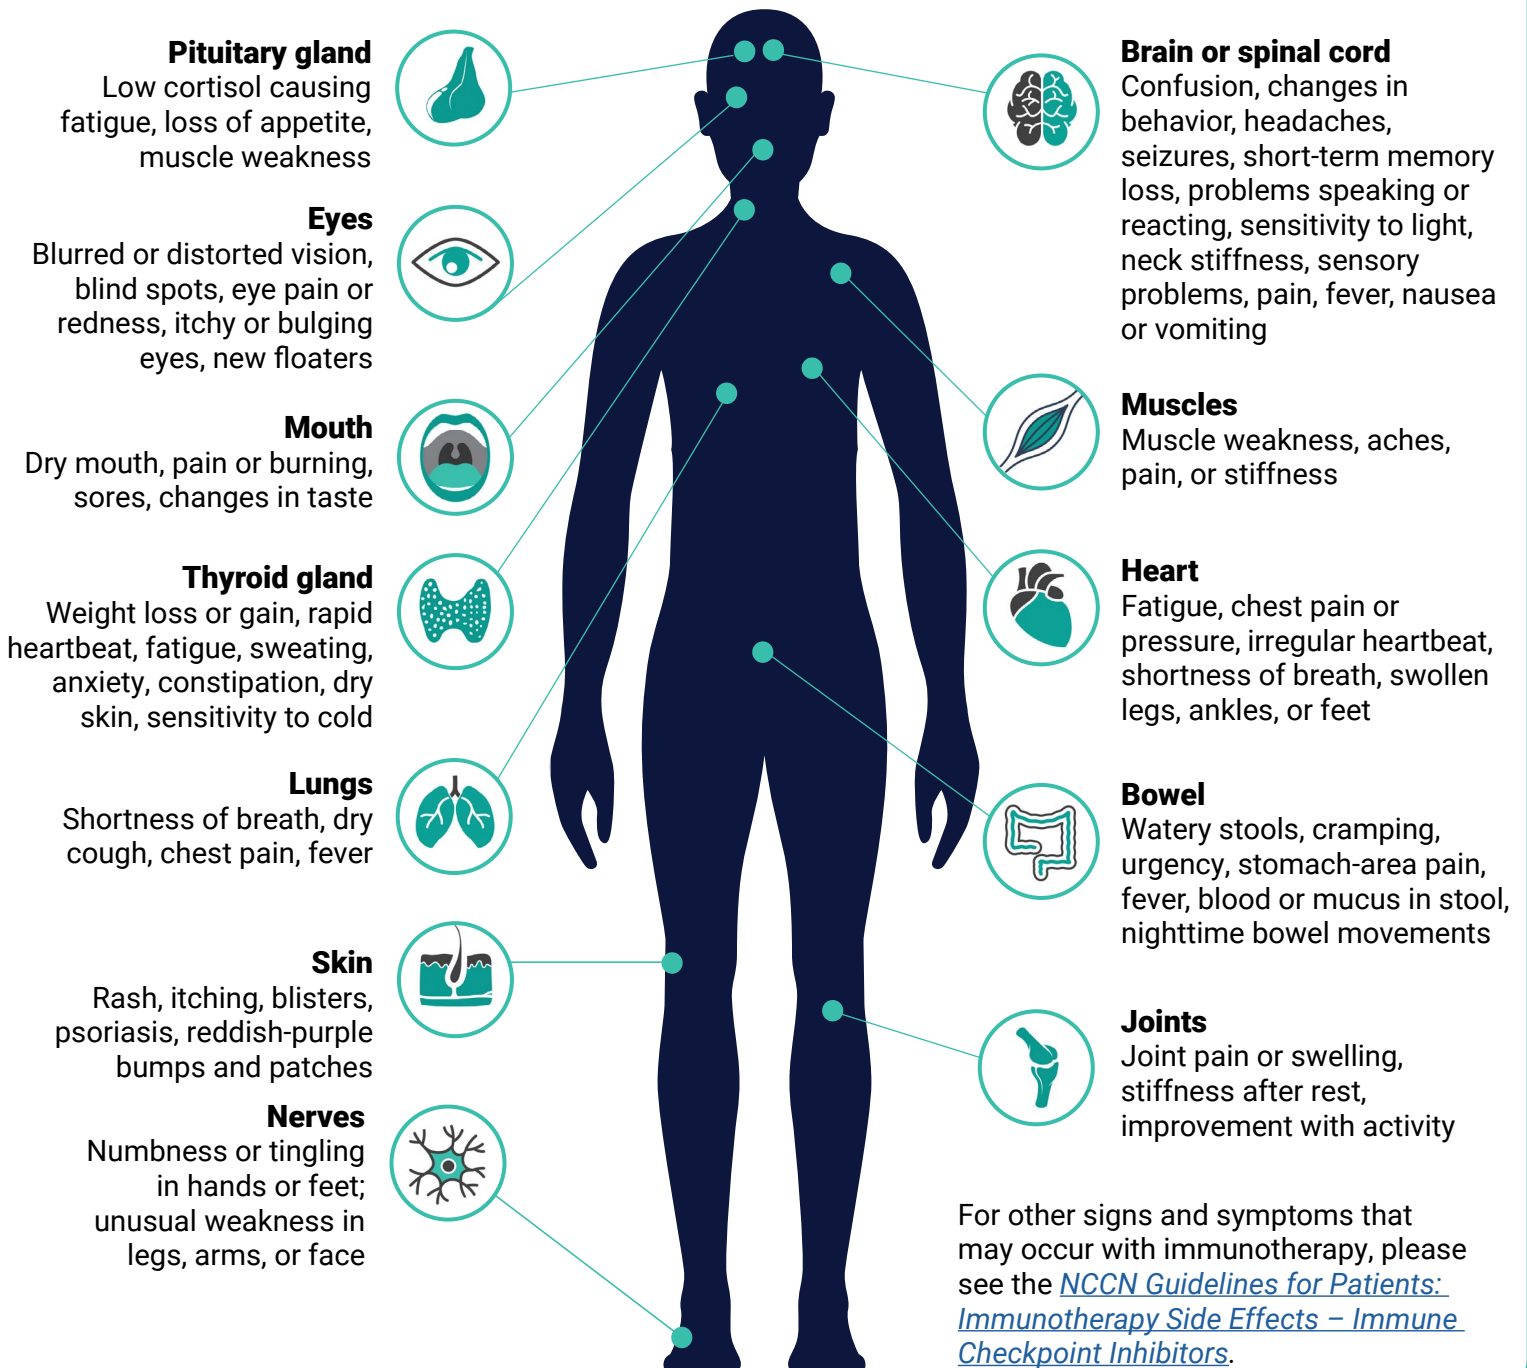 Pituitary gland
Low cortisol causing
fatigue, loss of appetite,
muscle weakness
Eyes
Blurred or distorted vision,
blind spots, eye pain or
redness, itchy or bulging
eyes, new floaters
Mouth
Dry mouth, pain or burning,
sores, changes in taste
Thyroid gland
Weight loss or gain, rapid
heartbeat, fatigue, sweating,
anxiety, constipation, dry
skin, sensitivity to cold
Lungs
Shortness of breath, dry
cough, chest pain, fever
Skin
Rash, itching, blisters,
psoriasis, reddish-purple
bumps and patches
Nerves
Numbness or tingling
in hands or feet;
unusual weakness in
legs, arms, or face
Brain or spinal cord
Confusion, changes in
behavior, headaches,
seizures, short-term memory
loss, problems speaking or
reacting, sensitivity to light,
neck stiffness, sensory
problems, pain, fever, nausea
or vomiting
Muscles
Muscle weakness, aches,
pain, or stiffness
Heart
Fatigue, chest pain or
pressure, irregular heartbeat,
shortness of breath, swollen
legs, ankles, or feet
Bowel
Watery stools, cramping,
urgency, stomach-area pain,
fever, blood or mucus in stool,
nighttime bowel movements
Joints
Joint pain or swelling,
stiffness after rest,
improvement with activity
For other signs and symptoms that
may occur with immunotherapy, please
see the NCCN Guidelines for Patients:
Immunotherapy Side Effects – Immune
Checkpoint Inhibitors.